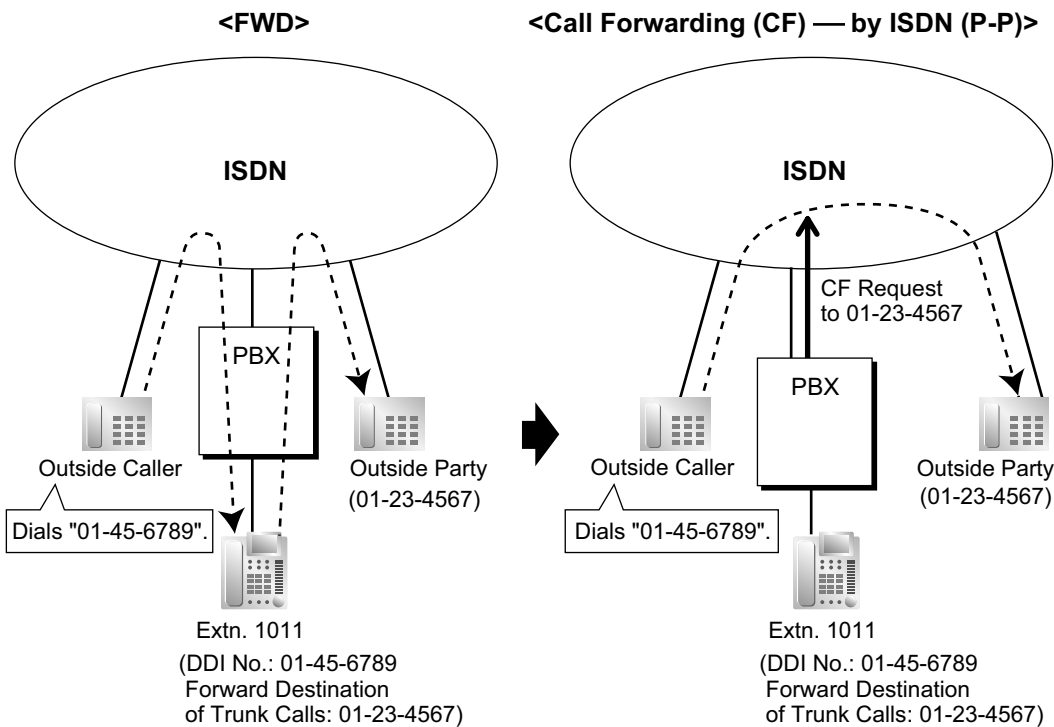 <FWD>
ISDN
PBX
Outside Caller
Dials "01-45-6789".
Outside Party
(01-23-4567)
Extn. 1011
(DDI No.: 01-45-6789
Forward Destination
of Trunk Calls: 01-23-4567)
<Call Forwarding (CF) — by ISDN (P-P)>
ISDN
CF Request
to 01-23-4567
PBX
Outside Caller
Dials "01-45-6789".
Outside Party
(01-23-4567)
Extn. 1011
(DDI No.: 01-45-6789
Forward Destination
of Trunk Calls: 01-23-4567)